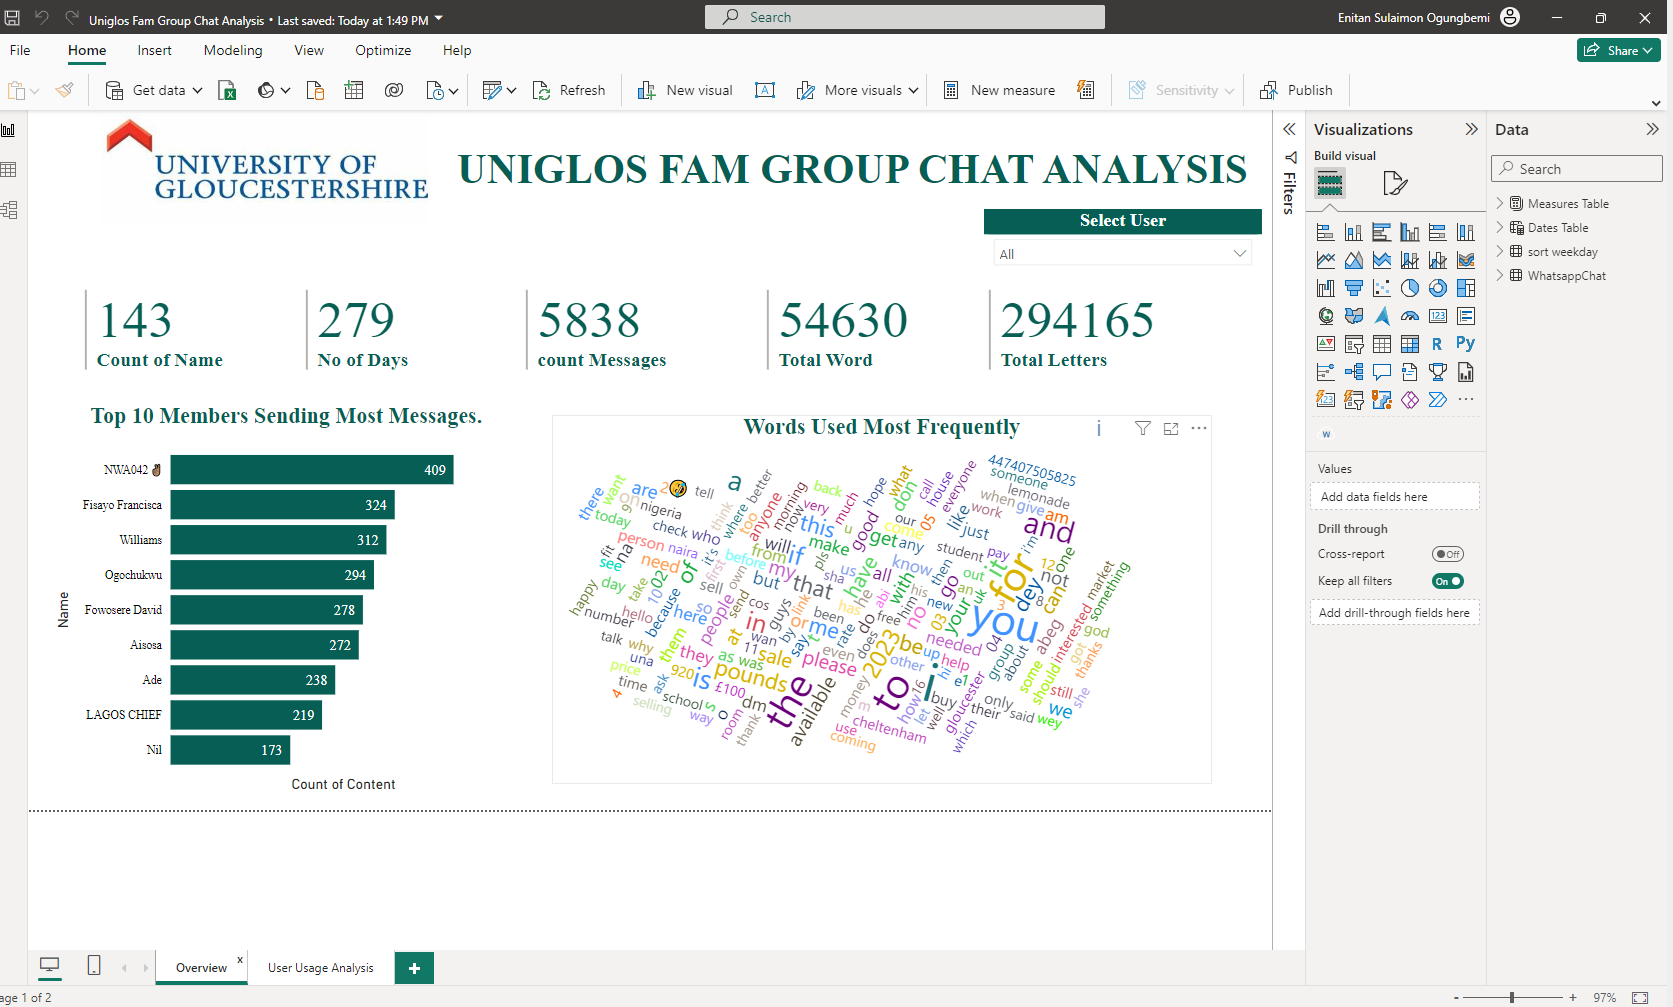 Uniglos Fam Group Chat Analysis • Last saved: Today at 1:49 PM
Search
Enitan Sulaimon Ogungbemi
File Home Insert Modeling View Optimize Help
Share
Get data
Refresh
New visual
More visuals
New measure
Sensitivity
Publish
UNIVERSITY OF
GLOUCESTERSHIRE
UNIGLOS FAM GROUP CHAT ANALYSIS
Select User
All
143
Count of Name
279
No of Days
5838
count Messages
54630
Total Word
294165
Total Letters
Top 10 Members Sending Most Messages.
Name
NWA042 ✌🏿 409
Fisayo Francisca 324
Williams 312
Ogochukwu 294
Fowosere David 278
Aisosa 272
Ade 238
LAGOS CHIEF 219
Nil 173
Count of Content
Words Used Most Frequently
there
want
today
on
9
are
2
🤣
nigeria
tell
a
better
where
think
check
who
too
anyone
morning
now
very
back
much
u
hope
what
don
call
house
everyone
447407505825
someone
lemonade
when
give
am
work
like
just
and
our
05
come
good
this
fit
na
see
person
naira
need
it's
before
from
will
if
make
get
any
student
pay
i'm
for
it
12
one
not
market
something
happy
day
take
1002
of
first
own
sell
but
my
that
pls
sha
us
have
all
know
with
then
go
out
an
uk
3
dey
8
cant
number
hello
because
here
so
people
send
cos
guys
link
or
been
has
he
abi
his
him
new
no
03
your
you
04
abeg
interested
god
talk
why
una
them
they
at
in
11
wan
by
say
me
t
rate
do
does
free
even
2023
be
up
needed
help
group
about
some
should
got
thanks
price
time
4
ask
920
is
as
was
sale
pounds
please
other
hi
e1
i
still
she
selling
school
s
way
£100
o
dm
room
thank
the
available
money
m
to
16
how
let
buy
well
gloucester
only
their
said
wey
we
use
coming
cheltenham
which
Filters
Visualizations
Build visual
123
R
Py
123
...
W
Values
Add data fields here
Drill through
Cross-report Off
Keep all filters On
Add drill-through fields here
Data
Search
Measures Table
Dates Table
sort weekday
WhatsappChat
Overview x
User Usage Analysis
+
age 1 of 2
- + 97%